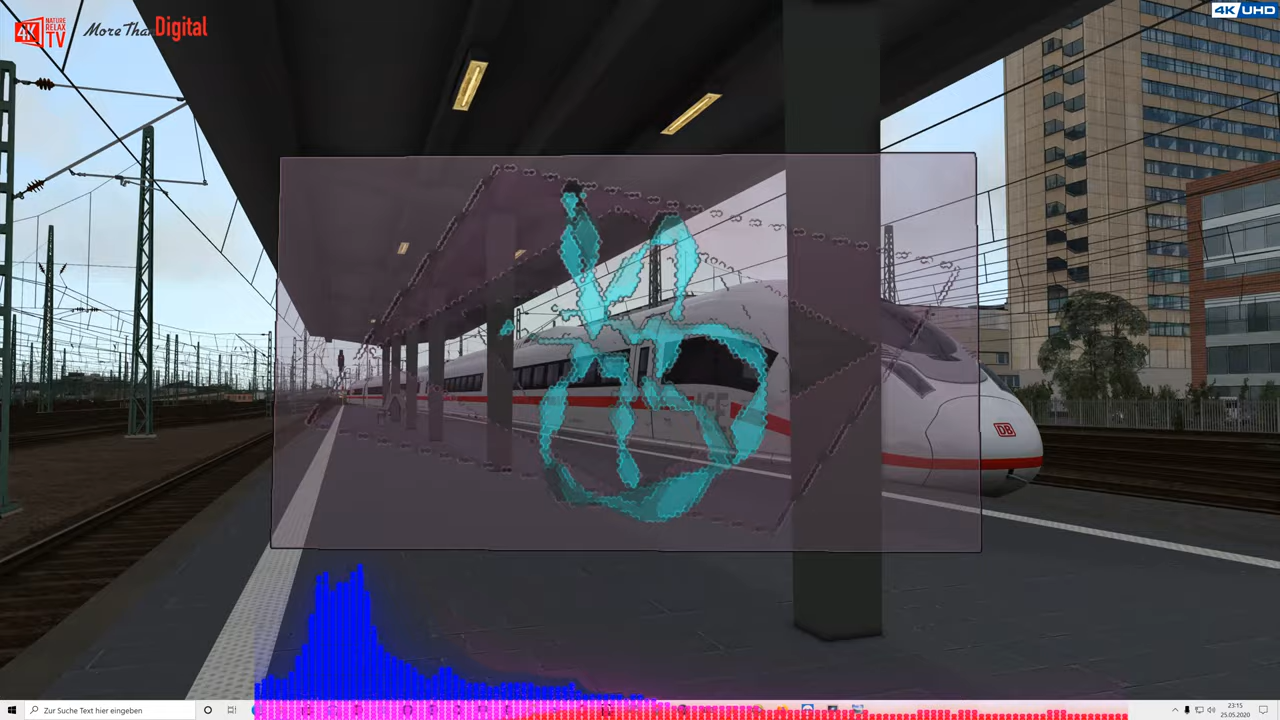 4K NATURE RELAX TV
More Than Digital
4K UHD
ICE
DB
Zur Suche Text hier eingeben
23:15
25.05.2020